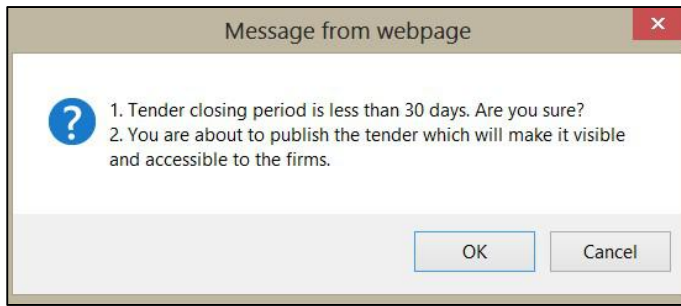 Message from webpage
1. Tender closing period is less than 30 days. Are you sure?
2. You are about to publish the tender which will make it visible
and accessible to the firms.
OK Cancel